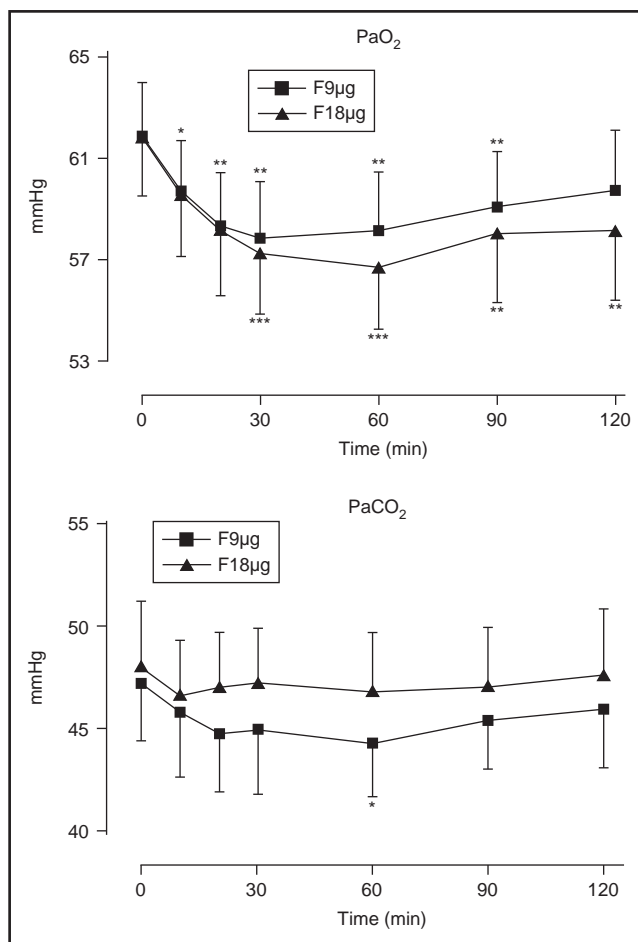 PaO2
65
61
57
53
mmHg
F9µg
F18µg
* ** ** ** **
*** *** ** **
0 30 60 90 120
Time (min)
PaCO2
55
50
45
40
mmHg
F9µg
F18µg
*
0 30 60 90 120
Time (min)